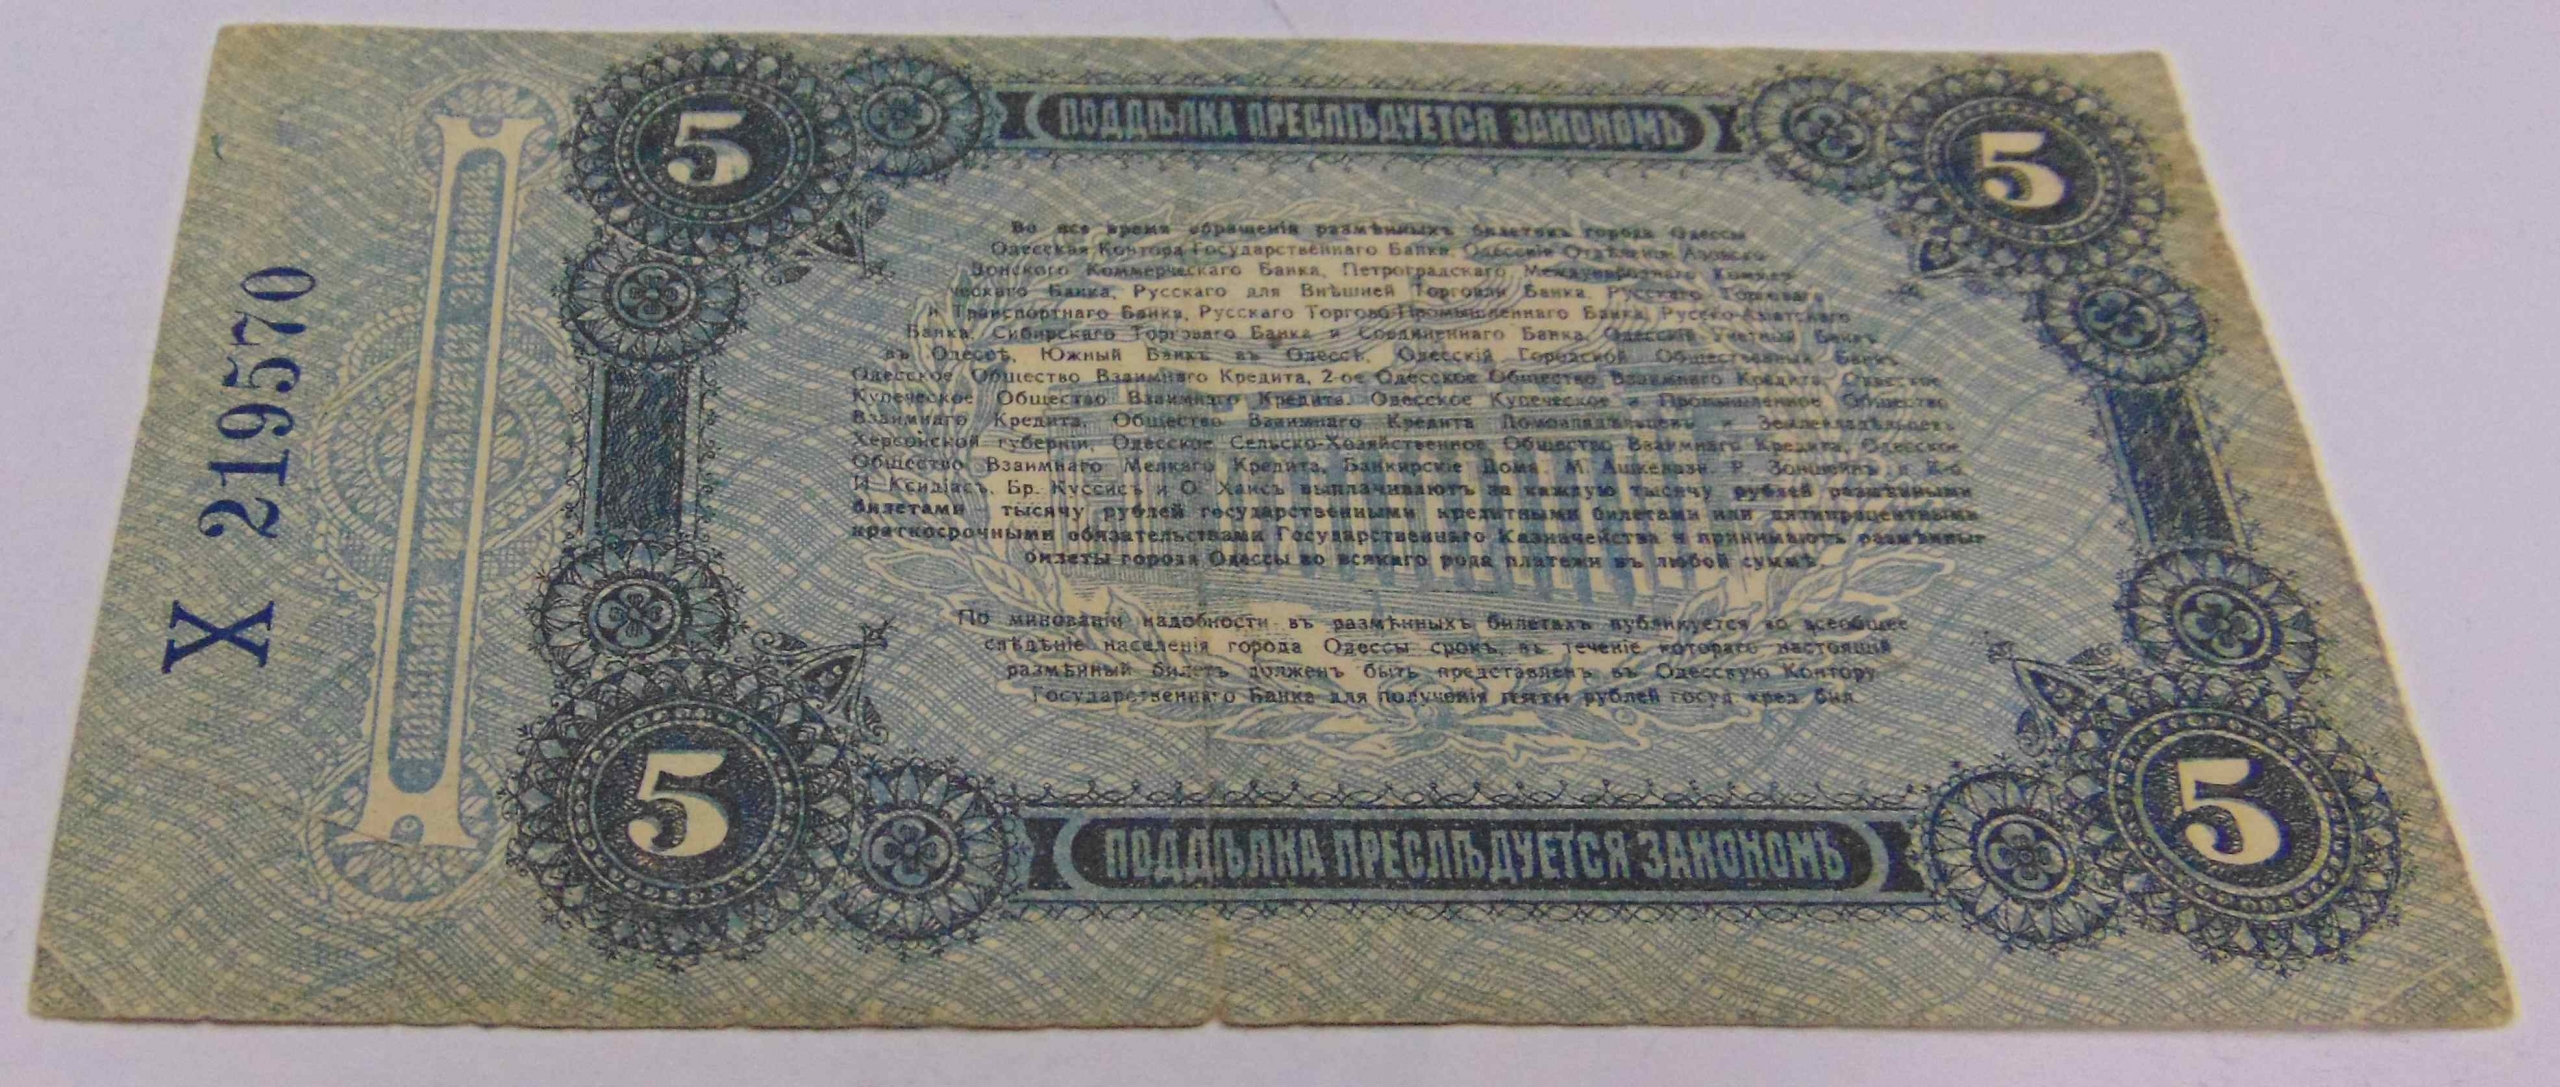 5
ПОДДѢЛКА ПРЕСЛѢДУЕТСЯ ЗАКОНОМЪ
5
Х 219570
Во все время обращенія размѣнныхъ билетовъ города Одессы
Одесская Контора Государственнаго Банка, Одесскія Отдѣленія Азовско-
Донского Коммерческаго Банка, Петроградскаго Международнаго Коммер-
ческаго Банка, Русскаго для Внѣшней Торговли Банка, Русскаго Торговаго
и Транспортнаго Банка, Русскаго Торгово-Промышленнаго Банка, Русско-Азіатскаго
Банка, Сибирскаго Торговаго Банка и Соединеннаго Банка, Одесскій Учетный Банкъ
въ Одессѣ, Южный Банкъ въ Одессѣ, Одесскій Городской Общественный Банкъ
Одесское Общество Взаимнаго Кредита, 2-ое Одесское Общество Взаимнаго Кредита, Одесское
Купеческое Общество Взаимнаго Кредита, Одесское Купеческое и Промышленное Общество
Взаимнаго Кредита, Общество Взаимнаго Кредита Домовладѣльцевъ и Землевладѣльцевъ
Херсонской губерніи, Одесское Сельско-Хозяйственное Общество Взаимнаго Кредита, Одесское
Общество Взаимнаго Мелкаго Кредита, Банкирскіе Дома: М. Ашкенази, Р. Зонштейнъ и К-о,
И. Ксидіасъ, Бр. Куссисъ и О. Хаисъ выплачиваютъ за каждую тысячу рублей размѣнными
билетами тысячу рублей государственными кредитными билетами или пятипроцентными
краткосрочными обязательствами Государственнаго Казначейства и принимаютъ размѣнные
билеты города Одессы во всякаго рода платежи въ любой суммѣ.
По минованіи надобности въ размѣнныхъ билетахъ публикуется во всеобщее
свѣдѣніе населенія города Одессы срокъ, въ теченіе котораго настоящій
размѣнный билетъ долженъ быть представленъ въ Одесскую Контору
Государственнаго Банка для полученія пяти рублей госуд. кред. бил.
5
ПОДДѢЛКА ПРЕСЛѢДУЕТСЯ ЗАКОНОМЪ
5